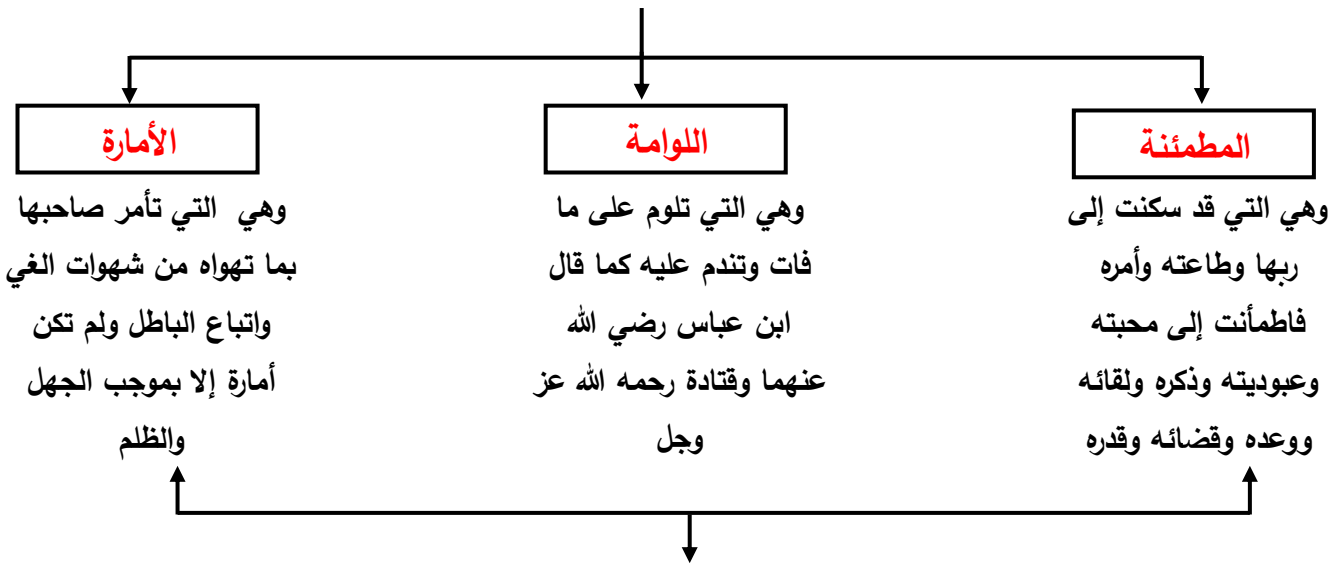 المطمئنة
وهي التي قد سكنت إلى
ربها وطاعته وأمره
فاطمأنت إلى محبته
وعبوديته وذكره ولقائه
ووعده وقضائه وقدره
اللوامة
وهي التي تلوم على ما
فات وتندم عليه كما قال
ابن عباس رضي الله
عنهما وقتادة رحمه الله عز
وجل
الأمارة
وهي التي تأمر صاحبها
بما تهواه من شهوات الغي
واتباع الباطل ولم تكن
أمارة إلا بموجب الجهل
والظلم